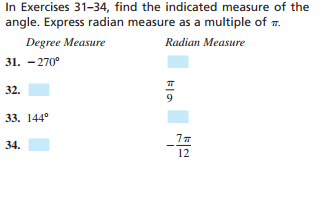 In Exercises 31–34, find the indicated measure of the
angle. Express radian measure as a multiple of π.
Degree Measure Radian Measure
31. −270°
32. π/9
33. 144°
34. −7π/12